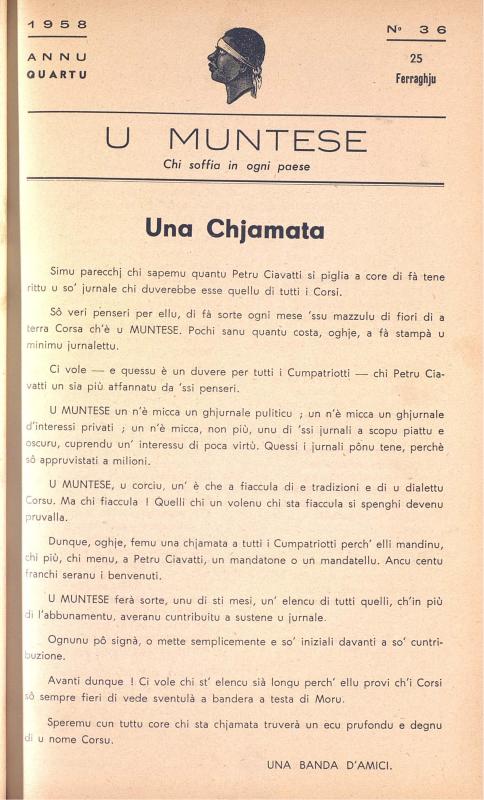 1958
Nº 36
ANNU
QUARTU
25
Ferraghju
U MUNTESE
Chi soffia in ogni paese
Una Chjamata
Simu parecchj chi sapemu quantu Petru Ciavatti si piglia a core di fà tene
rittu u so' jurnale chi duverebbe esse quellu di tutti i Corsi.
Sô veri penseri per ellu, di fà sorte ogni mese 'ssu mazzulu di fiori di a
terra Corsa ch'è u MUNTESE. Pochi sanu quantu costa, oghje, a fà stampà u
minimu jurnalettu.
Ci vole — e quessu è un duvere per tutti i Cumpatriotti — chi Petru Cia-
vatti un sia più affannatu da 'ssi penseri.
U MUNTESE un n'è micca un ghjurnale puliticu ; un n'è micca un ghjurnale
d'interessi privati ; un n'è micca, non più, unu di 'ssi jurnali a scopu piattu e
oscuru, cuprendu un' interessu di poca virtù. Quessi i jurnali pônu tene, perchè
sô appruvistati a milioni.
U MUNTESE, u corciu, un' è che a fiaccula di e tradizioni e di u dialettu
Corsu. Ma chi fiaccula ! Quelli chi un volenu chi sta fiaccula si spenghi devenu
pruvalla.
Dunque, oghje, femu una chjamata a tutti i Cumpatriotti perch' elli mandinu,
chi più, chi menu, a Petru Ciavatti, un mandatone o un mandatellu. Ancu centu
franchi seranu i benvenuti.
U MUNTESE ferà sorte, unu di sti mesi, un' elencu di tutti quelli, ch'in più
di l'abbunamentu, averanu cuntribuitu a sustene u jurnale.
Ognunu pô signà, o mette semplicemente e so' iniziali davanti a so' cuntri-
buzione.
Avanti dunque ! Ci vole chi st' elencu sià longu perch' ellu provi ch'i Corsi
sô sempre fieri di vede sventulà a bandera a testa di Moru.
Speremu cun tuttu core chi sta chjamata truverà un ecu prufondu e degnu
di u nome Corsu.
UNA BANDA D'AMICI.